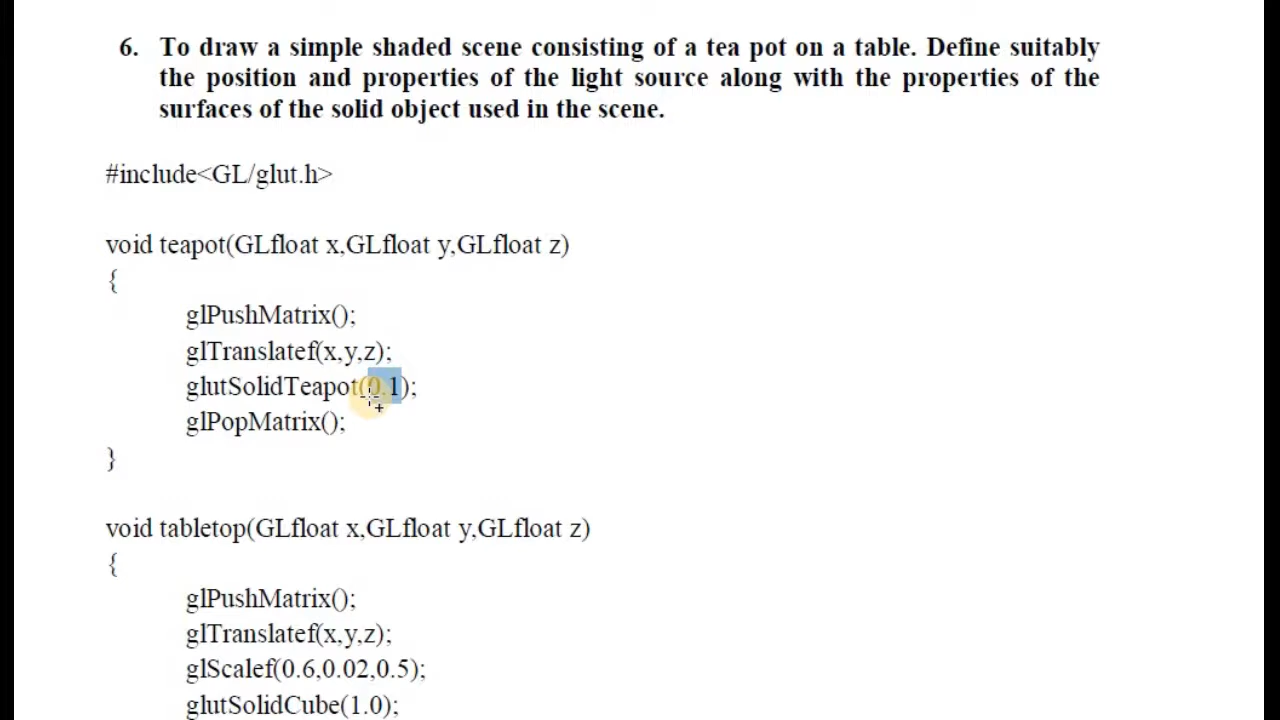 6. To draw a simple shaded scene consisting of a tea pot on a table. Define suitably
the position and properties of the light source along with the properties of the
surfaces of the solid object used in the scene.
#include<GL/glut.h>
void teapot(GLfloat x,GLfloat y,GLfloat z)
{
glPushMatrix();
glTranslatef(x,y,z);
glutSolidTeapot(0.1);
glPopMatrix();
}
void tabletop(GLfloat x,GLfloat y,GLfloat z)
{
glPushMatrix();
glTranslatef(x,y,z);
glScalef(0.6,0.02,0.5);
glutSolidCube(1.0);